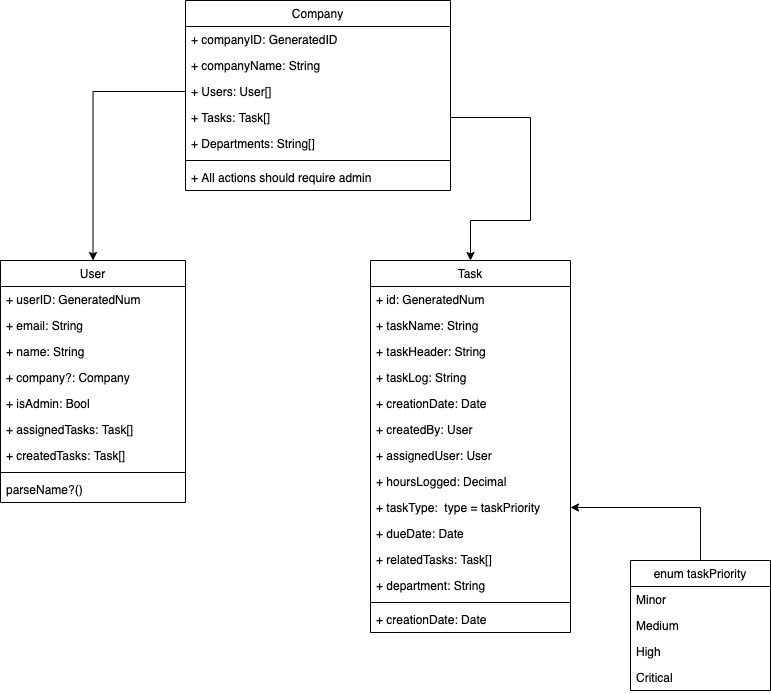 Company
+ companyID: GeneratedID
+ companyName: String
+ Users: User[]
+ Tasks: Task[]
+ Departments: String[]
+ All actions should require admin
User
+ userID: GeneratedNum
+ email: String
+ name: String
+ company?: Company
+ isAdmin: Bool
+ assignedTasks: Task[]
+ createdTasks: Task[]
parseName?()
Task
+ id: GeneratedNum
+ taskName: String
+ taskHeader: String
+ taskLog: String
+ creationDate: Date
+ createdBy: User
+ assignedUser: User
+ hoursLogged: Decimal
+ taskType:  type = taskPriority
+ dueDate: Date
+ relatedTasks: Task[]
+ department: String
+ creationDate: Date
enum taskPriority
Minor
Medium
High
Critical